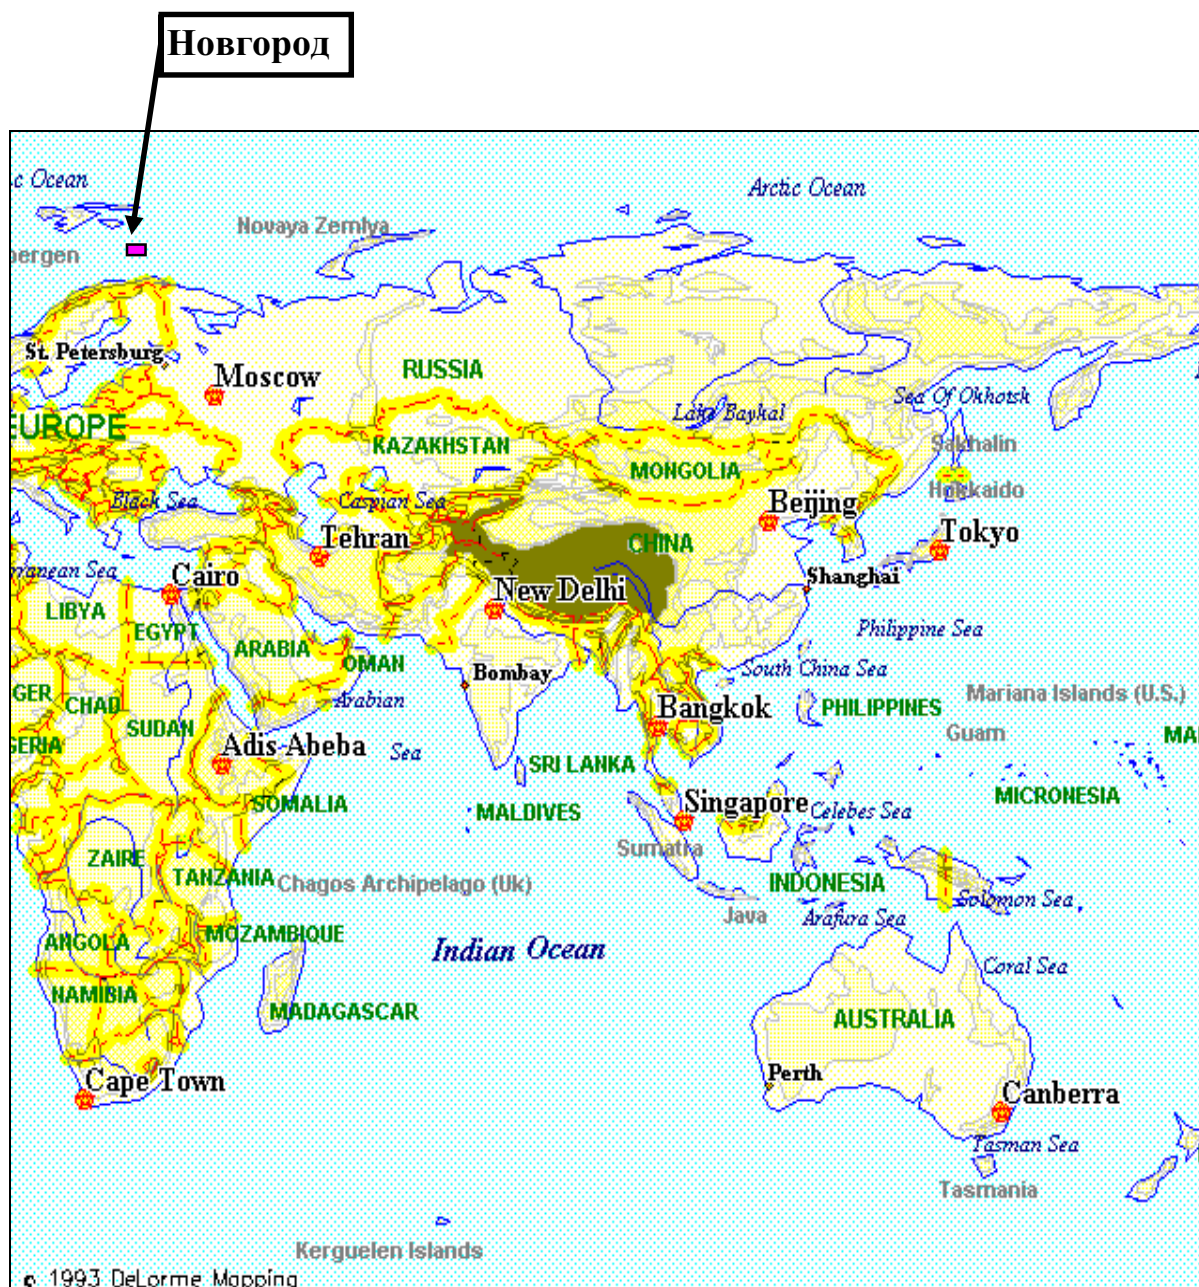 Новгород
c Ocean
Arctic Ocean
Novaya Zemlya
bergen
St. Petersburg
Moscow
RUSSIA
Sea Of Okhotsk
Lake Baykal
EUROPE
KAZAKHSTAN
MONGOLIA
Sakhalin
Hokkaido
Black Sea
Caspian Sea
Beijing
Tehran
CHINA
Tokyo
rranean Sea
Cairo
New Delhi
Shanghai
LIBYA
EGYPT
ARABIA
OMAN
Philippine Sea
Bombay
South China Sea
GER
CHAD
Arabian
Mariana Islands (U.S.)
SUDAN
Bangkok
PHILIPPINES
Guam
GERIA
Adis Abeba
Sea
SRI LANKA
MA
SOMALIA
MALDIVES
Singapore
Celebes Sea
MICRONESIA
ZAIRE
Sumatra
TANZANIA
Chagos Archipelago (Uk)
INDONESIA
Solomon Sea
Java
Arafura Sea
ANGOLA
MOZAMBIQUE
Indian Ocean
Coral Sea
NAMIBIA
MADAGASCAR
AUSTRALIA
Cape Town
Perth
Canberra
Tasman Sea
Tasmania
Kerguelen Islands
© 1993 DeLorme Mapping